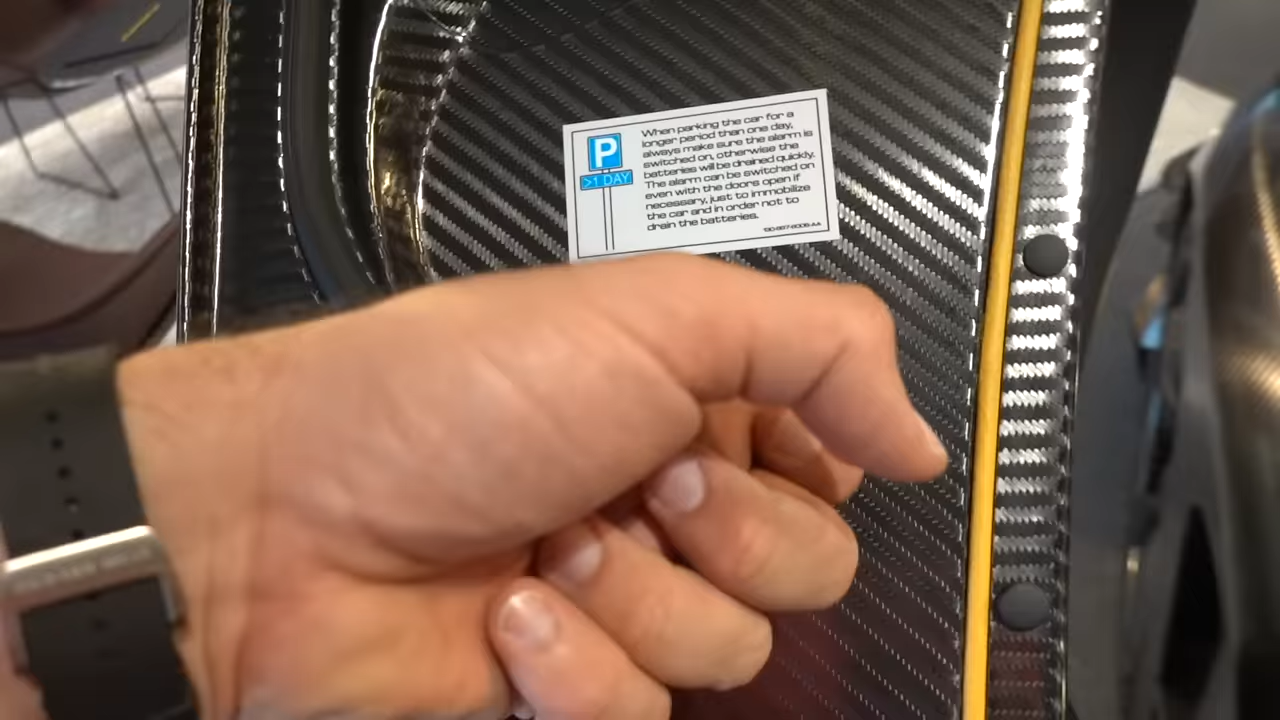 P
>1 DAY
When parking the car for a
longer period than one day,
always make sure the alarm is
switched on, otherwise the
batteries will be drained quickly.
The alarm can be switched on
even with the doors open if
necessary, just to immobilize
the car and in order not to
drain the batteries.